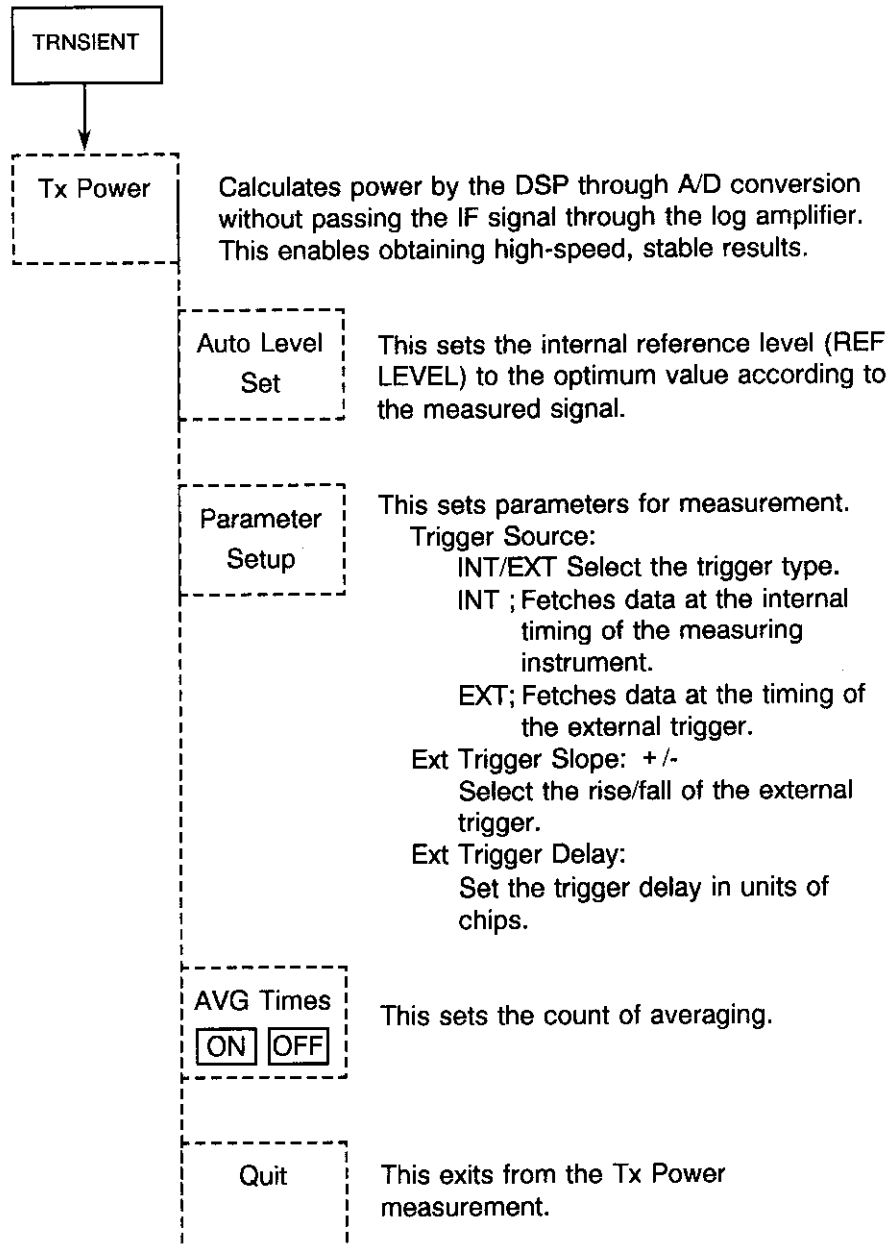 TRNSIENT
Tx Power
Calculates power by the DSP through A/D conversion
without passing the IF signal through the log amplifier.
This enables obtaining high-speed, stable results.
Auto Level
Set
This sets the internal reference level (REF
LEVEL) to the optimum value according to
the measured signal.
Parameter
Setup
This sets parameters for measurement.
Trigger Source:
INT/EXT Select the trigger type.
INT ; Fetches data at the internal
timing of the measuring
instrument.
EXT; Fetches data at the timing of
the external trigger.
Ext Trigger Slope: +/-
Select the rise/fall of the external
trigger.
Ext Trigger Delay:
Set the trigger delay in units of
chips.
AVG Times
ON OFF
This sets the count of averaging.
Quit
This exits from the Tx Power
measurement.